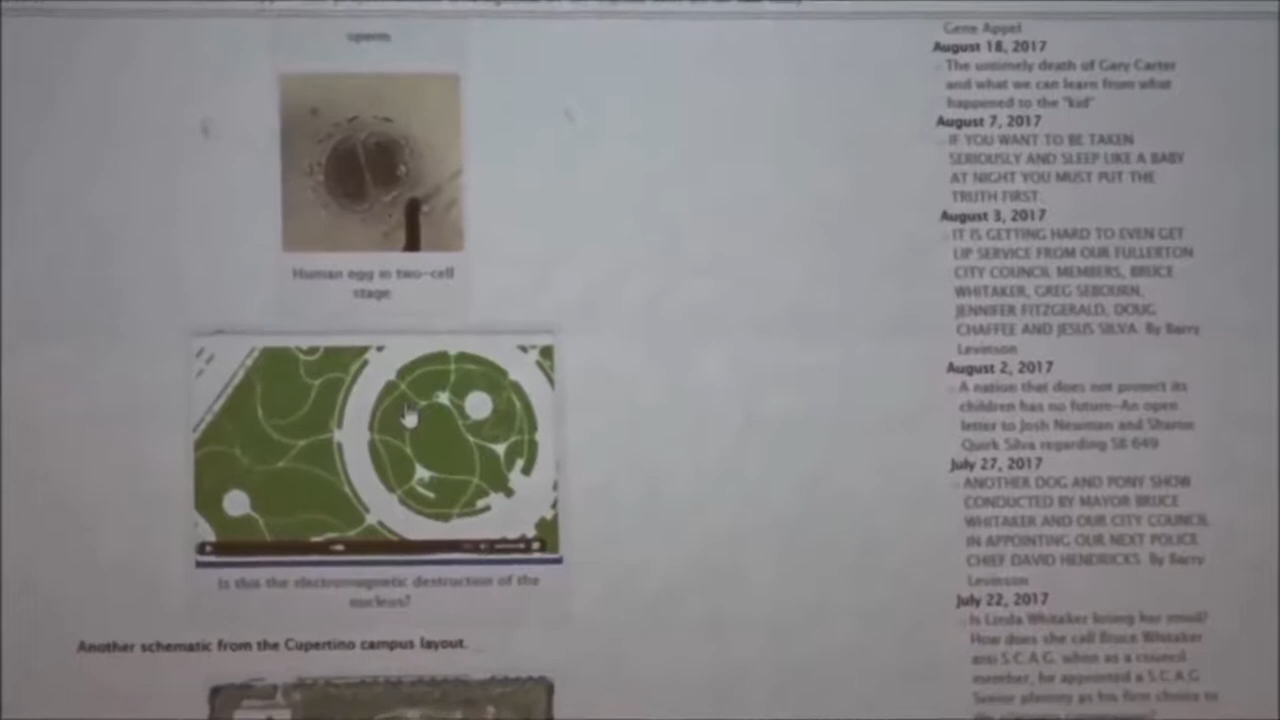 sperm
Human egg in two-cell
stage
Is this the electromagnetic destruction of the
nucleus?
Another schematic from the Cupertino campus layout.
Gene Appel
August 18, 2017
The untimely death of Gary Carter
and what we can learn from what
happened to the "kid"
August 7, 2017
IF YOU WANT TO BE TAKEN
SERIOUSLY AND SLEEP LIKE A BABY
AT NIGHT YOU MUST PUT THE
TRUTH FIRST.
August 3, 2017
IT IS GETTING HARD TO EVEN GET
LIP SERVICE FROM OUR FULLERTON
CITY COUNCIL MEMBERS, BRUCE
WHITAKER, GREG SEBOURN,
JENNIFER FITZGERALD, DOUG
CHAFFEE AND JESUS SILVA. By Barry
Levinson
August 2, 2017
A nation that does not protect its
children has no future–An open
letter to Josh Newman and Sharon
Quirk Silva regarding SB 649
July 27, 2017
ANOTHER DOG AND PONY SHOW
CONDUCTED BY MAYOR BRUCE
WHITAKER AND OUR CITY COUNCIL
IN APPOINTING OUR NEXT POLICE
CHIEF DAVID HENDRICKS. By Barry
Levinson
July 22, 2017
Is Linda Whitaker losing her mind?
How does she call Bruce Whitaker
anti S.C.A.G. when as a council
member, he appointed a S.C.A.G.
Senior planner as his first choice to